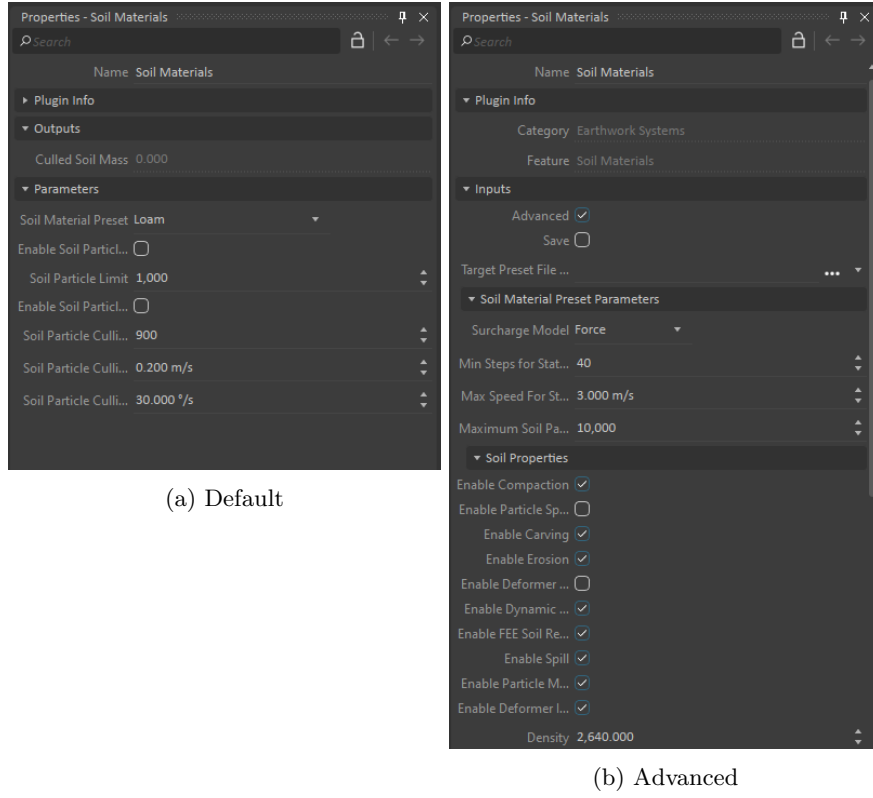 Properties - Soil Materials
Search
Name Soil Materials
Plugin Info
Outputs
Culled Soil Mass 0.000
Parameters
Soil Material Preset Loam
Enable Soil Particl...
Soil Particle Limit 1,000
Enable Soil Particl...
Soil Particle Culli... 900
Soil Particle Culli... 0.200 m/s
Soil Particle Culli... 30.000 °/s
(a) Default
Properties - Soil Materials
Search
Name Soil Materials
Plugin Info
Category Earthwork Systems
Feature Soil Materials
Inputs
Advanced
Save
Target Preset File ...
Soil Material Preset Parameters
Surcharge Model Force
Min Steps for Stat... 40
Max Speed For St... 3.000 m/s
Maximum Soil Pa... 10,000
Soil Properties
Enable Compaction
Enable Particle Sp...
Enable Carving
Enable Erosion
Enable Deformer ...
Enable Dynamic ...
Enable FEE Soil Re...
Enable Spill
Enable Particle M...
Enable Deformer I...
Density 2,640.000
(b) Advanced